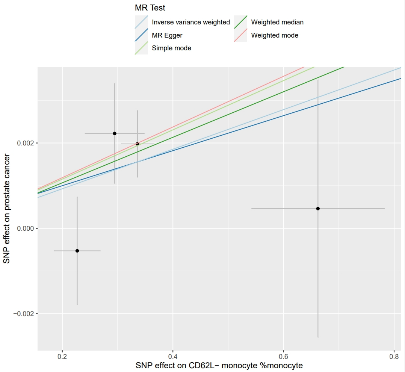 MR Test
Inverse variance weighted
Weighted median
MR Egger
Weighted mode
Simple mode
SNP effect on prostate cancer
0.002
0.000
−0.002
0.2
0.4
0.6
0.8
SNP effect on CD62L− monocyte %monocyte